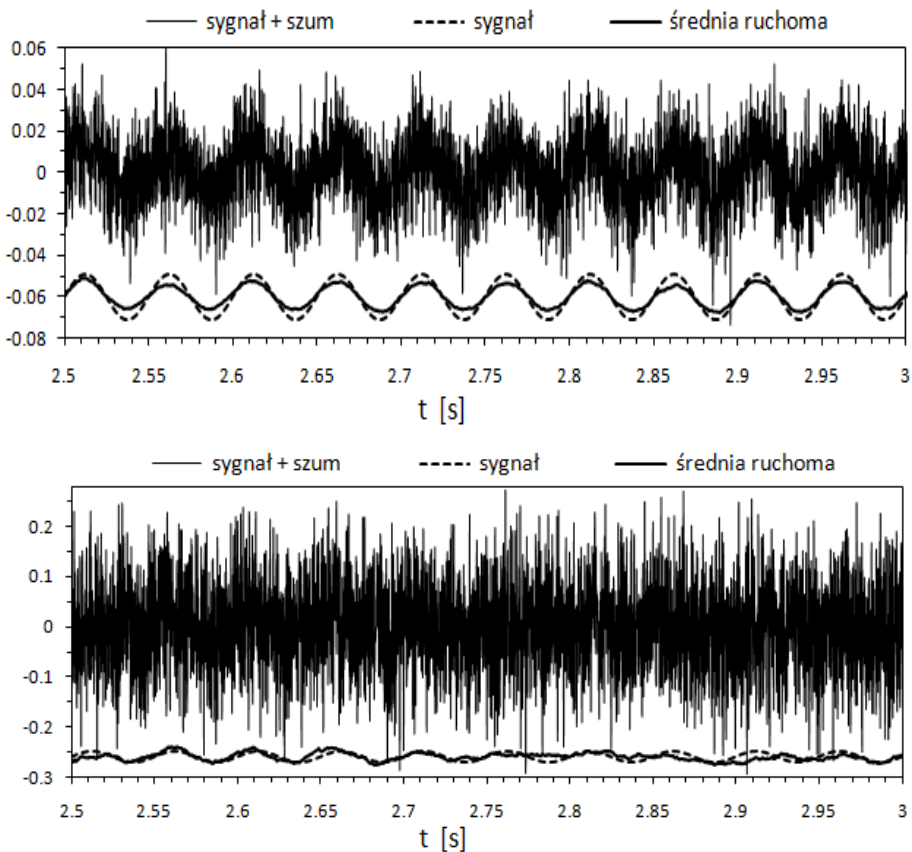 sygnał + szum sygnał średnia ruchoma
0.06
0.04
0.02
0
-0.02
-0.04
-0.06
-0.08
2.5 2.55 2.6 2.65 2.7 2.75 2.8 2.85 2.9 2.95 3
t [s]
sygnał + szum sygnał średnia ruchoma
0.2
0.1
0
-0.1
-0.2
-0.3
2.5 2.55 2.6 2.65 2.7 2.75 2.8 2.85 2.9 2.95 3
t [s]